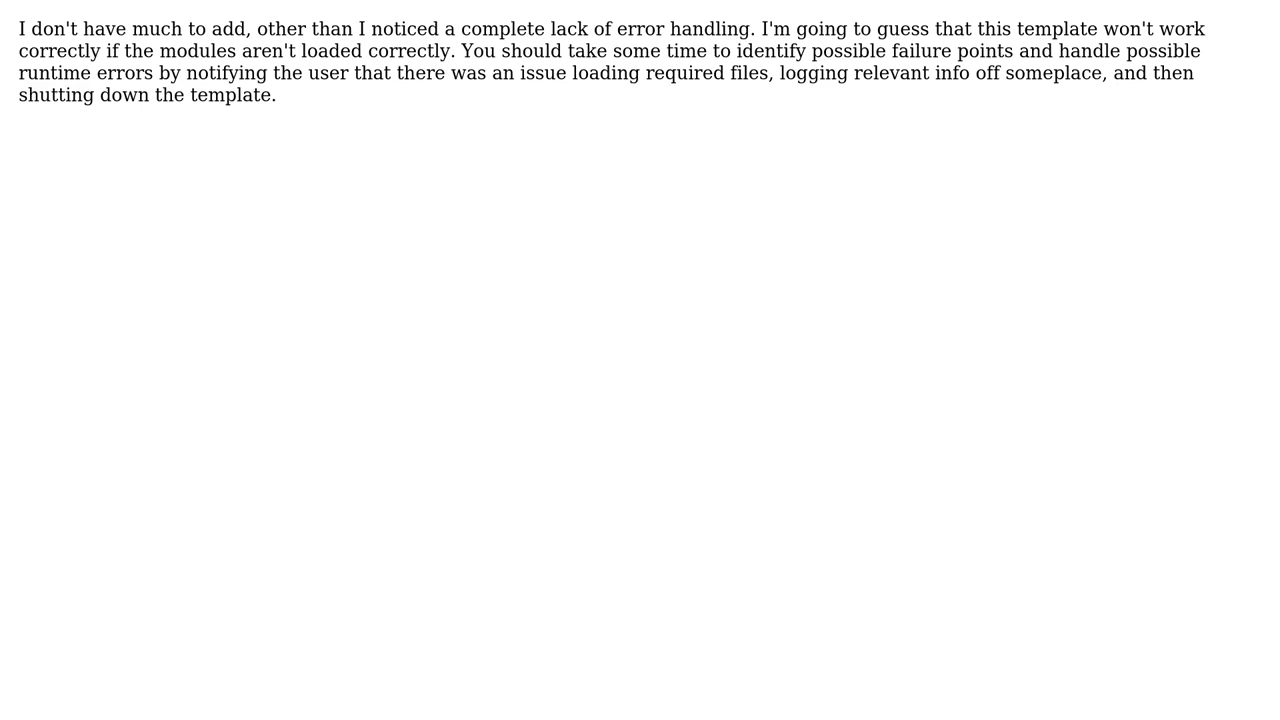 I don't have much to add, other than I noticed a complete lack of error handling. I'm going to guess that this template won't work
correctly if the modules aren't loaded correctly. You should take some time to identify possible failure points and handle possible
runtime errors by notifying the user that there was an issue loading required files, logging relevant info off someplace, and then
shutting down the template.